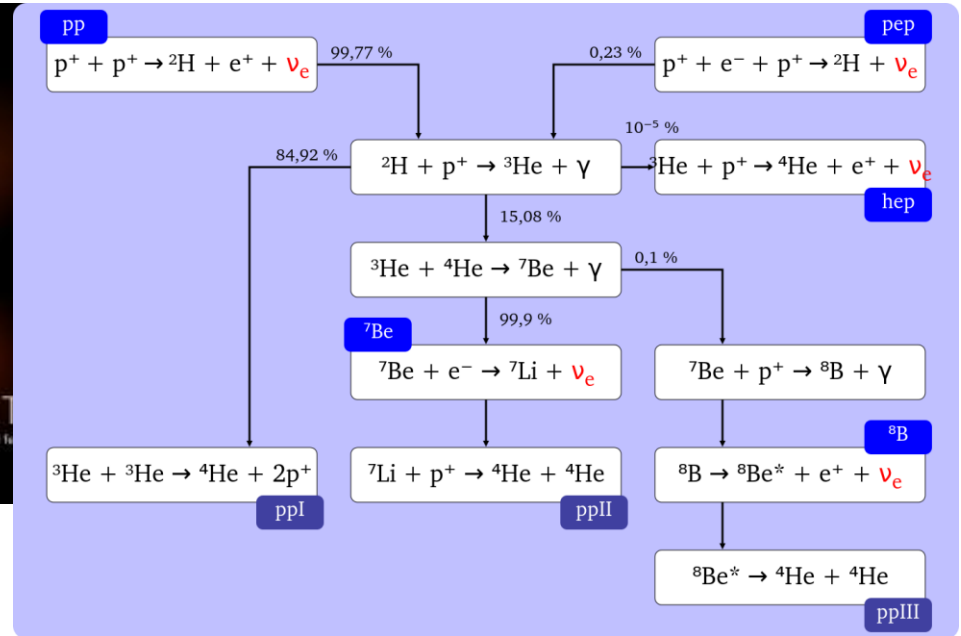 pp
pep
p⁺ + p⁺ → ²H + e⁺ + νₑ
99,77 %
0,23 %
p⁺ + e⁻ + p⁺ → ²H + νₑ
10⁻⁵ %
84,92 %
²H + p⁺ → ³He + γ
³He + p⁺ → ⁴He + e⁺ + νₑ
hep
15,08 %
³He + ⁴He → ⁷Be + γ
0,1 %
99,9 %
⁷Be
⁷Be + e⁻ → ⁷Li + νₑ
⁷Be + p⁺ → ⁸B + γ
⁸B
³He + ³He → ⁴He + 2p⁺
⁷Li + p⁺ → ⁴He + ⁴He
⁸B → ⁸Be* + e⁺ + νₑ
ppI
ppII
⁸Be* → ⁴He + ⁴He
ppIII